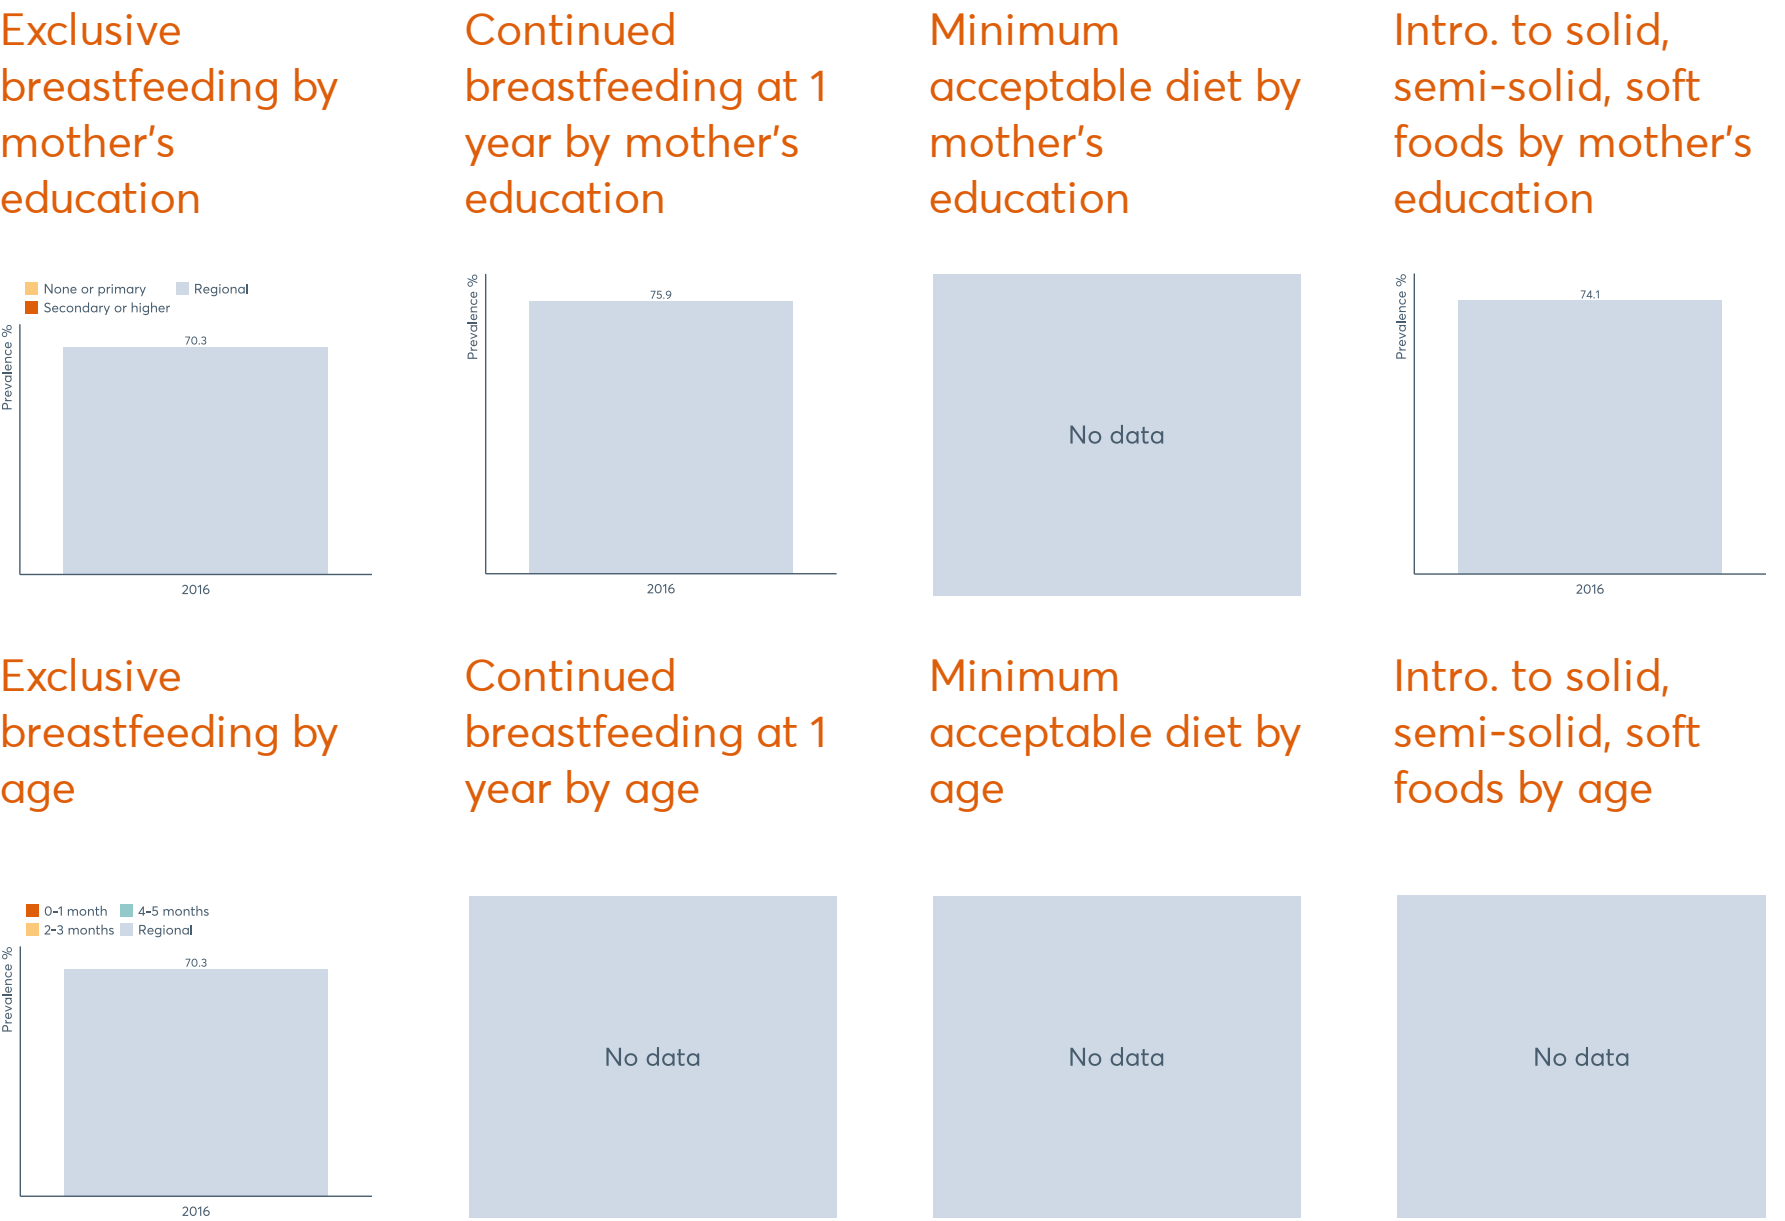 Exclusive
breastfeeding by
mother's
education
Continued
breastfeeding at 1
year by mother's
education
Minimum
acceptable diet by
mother's
education
Intro. to solid,
semi-solid, soft
foods by mother's
education
None or primary
Regional
Secondary or higher
Prevalence %
70.3
2016
Prevalence %
75.9
2016
No data
Prevalence %
74.1
2016
Exclusive
breastfeeding by
age
Continued
breastfeeding at 1
year by age
Minimum
acceptable diet by
age
Intro. to solid,
semi-solid, soft
foods by age
0-1 month
4-5 months
2-3 months
Regional
Prevalence %
70.3
2016
No data
No data
No data